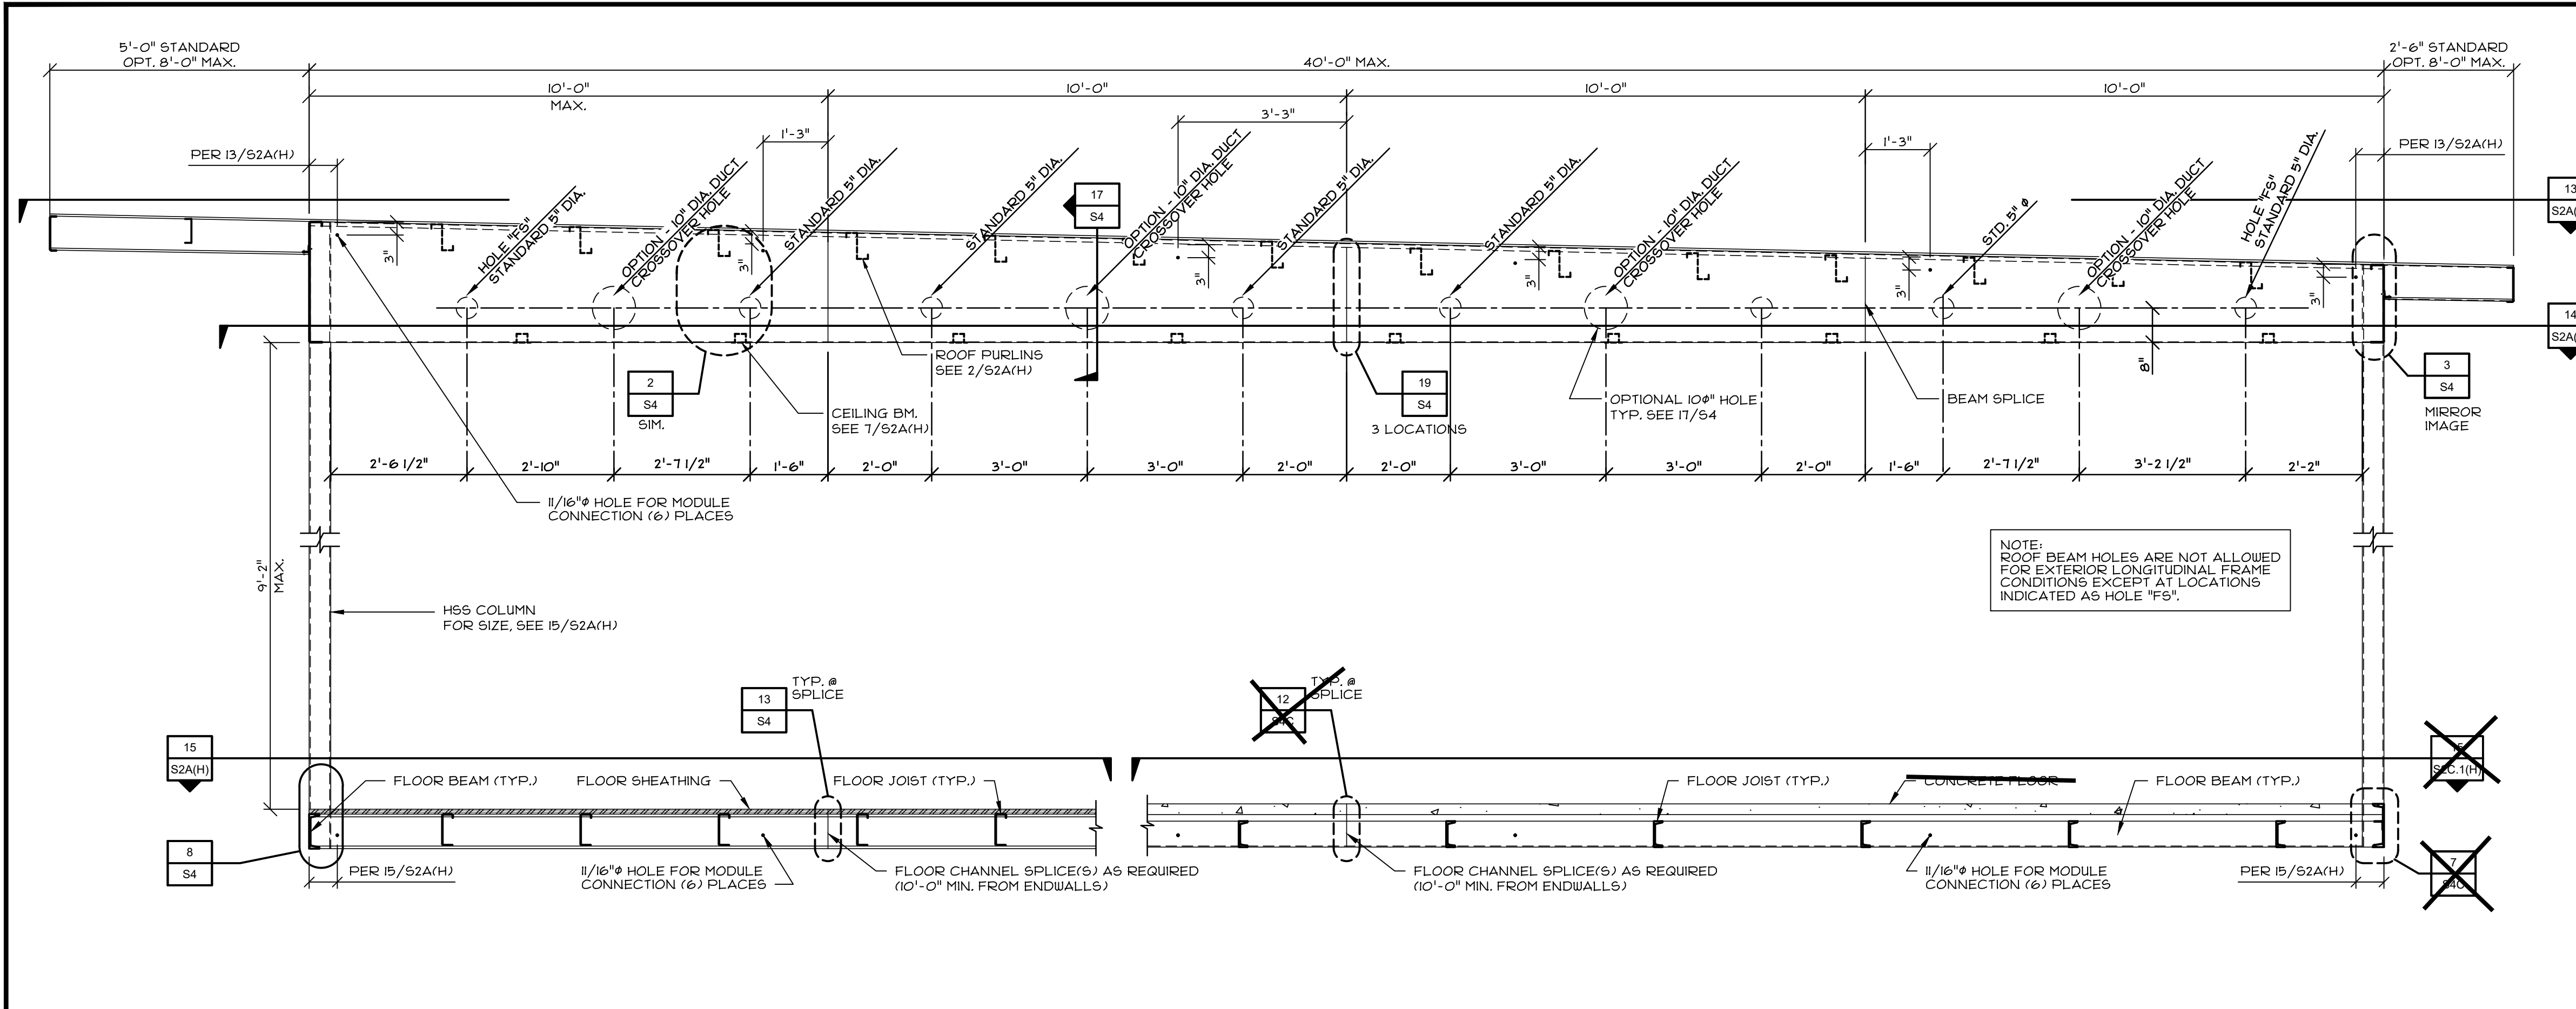 5'-0" STANDARD
OPT. 8'-0" MAX.
40'-0" MAX.
2'-6" STANDARD
OPT. 8'-0" MAX.
10'-0"
MAX.
10'-0"
10'-0"
10'-0"
1'-3"
3'-3"
1'-3"
PER 13/S2A(H)
PER 13/S2A(H)
HOLE "FS"
STANDARD 5" DIA.
OPTION - 10" DIA. DUCT
CROSSOVER HOLE
STANDARD 5" DIA.
STANDARD 5" DIA.
OPTION - 10" DIA. DUCT
CROSSOVER HOLE
STANDARD 5" DIA.
STANDARD 5" DIA.
OPTION - 10" DIA. DUCT
CROSSOVER HOLE
STD. 5" ø
OPTION - 10" DIA. DUCT
CROSSOVER HOLE
HOLE "FS"
STANDARD 5" DIA.
17
S4
13
S2A(
3"
3"
3"
3"
3"
3"
14
S2A(
8"
ROOF PURLINS
SEE 2/S2A(H)
2
S4
SIM.
CEILING BM.
SEE 7/S2A(H)
19
S4
3 LOCATIONS
OPTIONAL 10ø" HOLE
TYP. SEE 17/S4
BEAM SPLICE
3
S4
MIRROR
IMAGE
2'-6 1/2"
2'-10"
2'-7 1/2"
1'-6"
2'-0"
3'-0"
3'-0"
2'-0"
2'-0"
3'-0"
3'-0"
2'-0"
1'-6"
2'-7 1/2"
3'-2 1/2"
2'-2"
11/16"ø HOLE FOR MODULE
CONNECTION (6) PLACES
9'-2"
MAX.
NOTE:
ROOF BEAM HOLES ARE NOT ALLOWED
FOR EXTERIOR LONGITUDINAL FRAME
CONDITIONS EXCEPT AT LOCATIONS
INDICATED AS HOLE "FS".
HSS COLUMN
FOR SIZE, SEE 15/S2A(H)
13
S4
TYP. @
SPLICE
12
S4C
TYP. @
SPLICE
15
S2A(H)
15
S2C.1(H)
FLOOR BEAM (TYP.)
FLOOR SHEATHING
FLOOR JOIST (TYP.)
FLOOR JOIST (TYP.)
CONCRETE FLOOR
FLOOR BEAM (TYP.)
8
S4
PER 15/S2A(H)
11/16"ø HOLE FOR MODULE
CONNECTION (6) PLACES
FLOOR CHANNEL SPLICE(S) AS REQUIRED
(10'-0" MIN. FROM ENDWALLS)
FLOOR CHANNEL SPLICE(S) AS REQUIRED
(10'-0" MIN. FROM ENDWALLS)
11/16"ø HOLE FOR MODULE
CONNECTION (6) PLACES
PER 15/S2A(H)
7
S4C